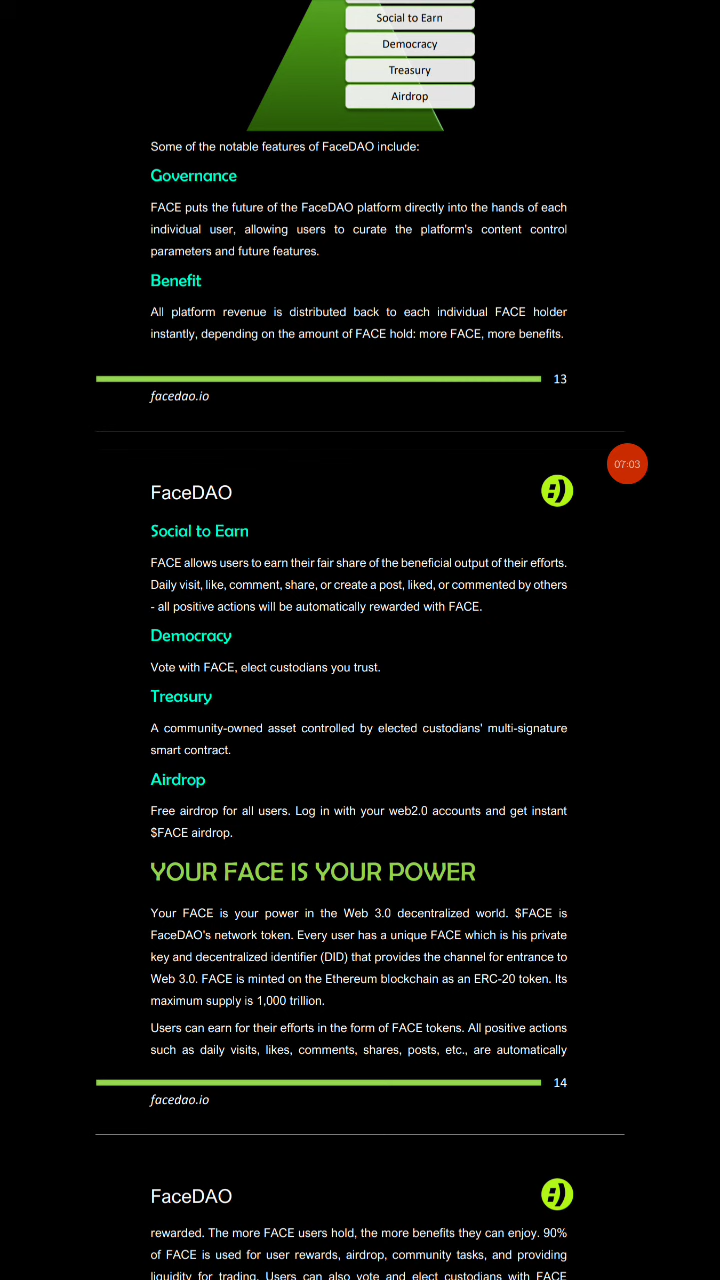 Social to Earn
Democracy
Treasury
Airdrop
Some of the notable features of FaceDAO include:
Governance
FACE puts the future of the FaceDAO platform directly into the hands of each
individual user, allowing users to curate the platform's content control
parameters and future features.
Benefit
All platform revenue is distributed back to each individual FACE holder
instantly, depending on the amount of FACE hold: more FACE, more benefits.
13
facedao.io
07:03
FaceDAO
Social to Earn
FACE allows users to earn their fair share of the beneficial output of their efforts.
Daily visit, like, comment, share, or create a post, liked, or commented by others
- all positive actions will be automatically rewarded with FACE.
Democracy
Vote with FACE, elect custodians you trust.
Treasury
A community-owned asset controlled by elected custodians' multi-signature
smart contract.
Airdrop
Free airdrop for all users. Log in with your web2.0 accounts and get instant
$FACE airdrop.
YOUR FACE IS YOUR POWER
Your FACE is your power in the Web 3.0 decentralized world. $FACE is
FaceDAO's network token. Every user has a unique FACE which is his private
key and decentralized identifier (DID) that provides the channel for entrance to
Web 3.0. FACE is minted on the Ethereum blockchain as an ERC-20 token. Its
maximum supply is 1,000 trillion.
Users can earn for their efforts in the form of FACE tokens. All positive actions
such as daily visits, likes, comments, shares, posts, etc., are automatically
14
facedao.io
FaceDAO
rewarded. The more FACE users hold, the more benefits they can enjoy. 90%
of FACE is used for user rewards, airdrop, community tasks, and providing
liquidity for trading. Users can also vote and elect custodians with FACE